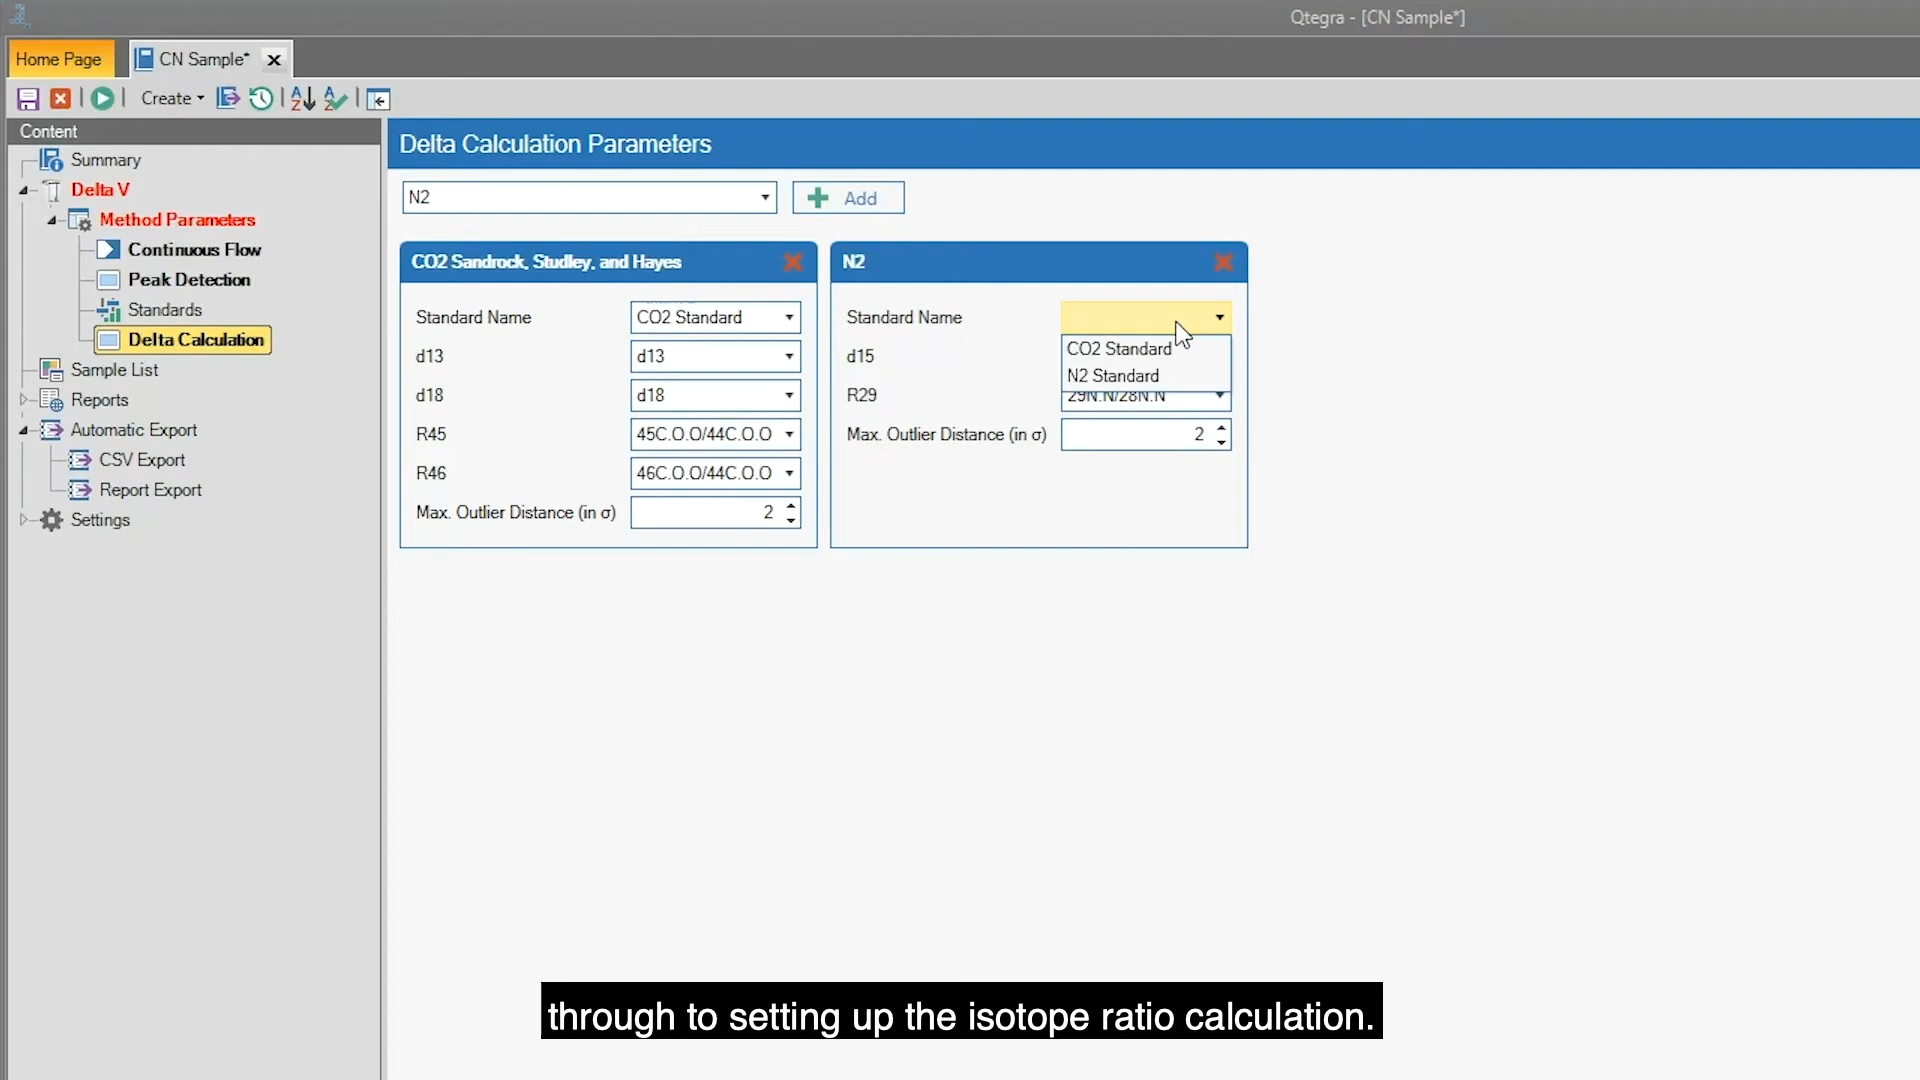 Qtegra - [CN Sample*]
Home Page
CN Sample*
Create
Content
Summary
Delta V
Method Parameters
Continuous Flow
Peak Detection
Standards
Delta Calculation
Sample List
Reports
Automatic Export
CSV Export
Report Export
Settings
Delta Calculation Parameters
N2
Add
CO2 Sandrock, Studley, and Hayes
Standard Name
CO2 Standard
d13
d13
d18
d18
R45
45C.O.O/44C.O.O
R46
46C.O.O/44C.O.O
Max. Outlier Distance (in σ)
2
N2
Standard Name
CO2 Standard
N2 Standard
d15
R29
29N.N/28N.N
Max. Outlier Distance (in σ)
2
through to setting up the isotope ratio calculation.